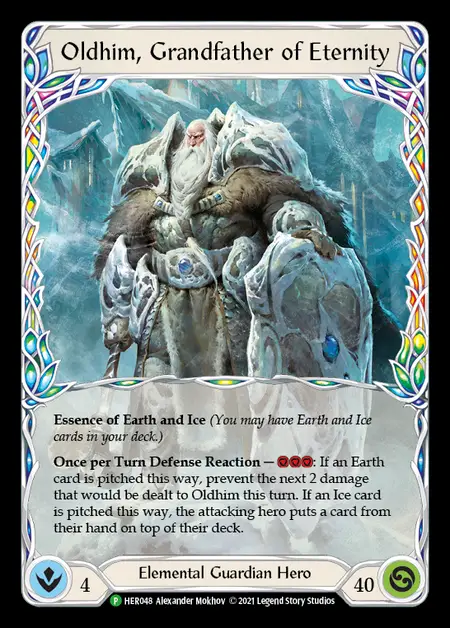 Oldhim, Grandfather of Eternity
Essence of Earth and Ice (You may have Earth and Ice
cards in your deck.)
Once per Turn Defense Reaction — : If an Earth
card is pitched this way, prevent the next 2 damage
that would be dealt to Oldhim this turn. If an Ice card
is pitched this way, the attacking hero puts a card from
their hand on top of their deck.
4
Elemental Guardian Hero
40
P HER048 Alexander Mokhov © 2021 Legend Story Studios